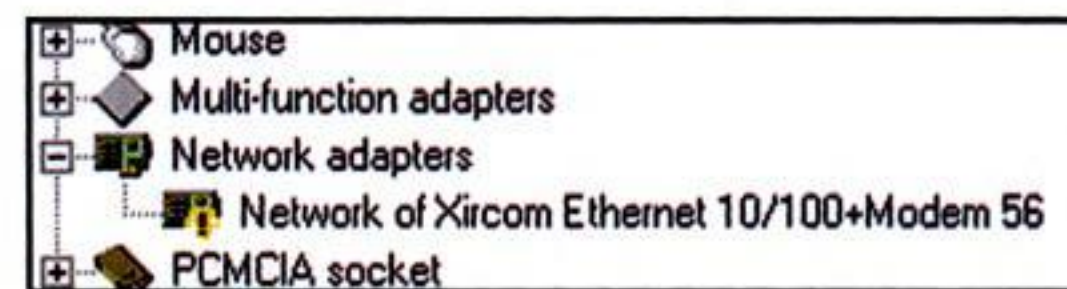 Mouse
Multi-function adapters
Network adapters
Network of Xircom Ethernet 10/100+Modem 56
PCMCIA socket